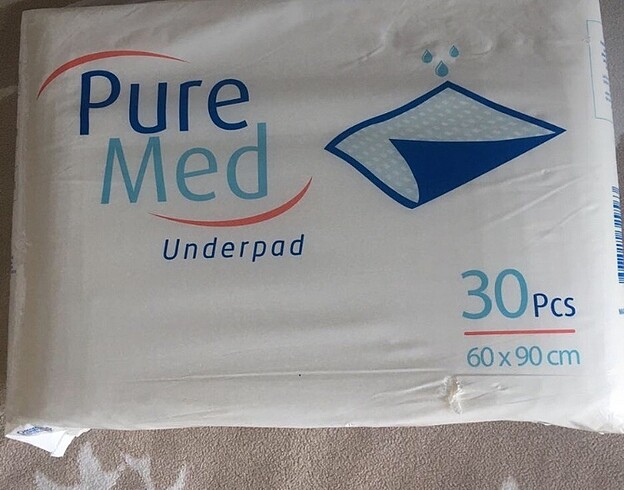 Pure
Med
Underpad
30 Pcs
60 x 90 cm